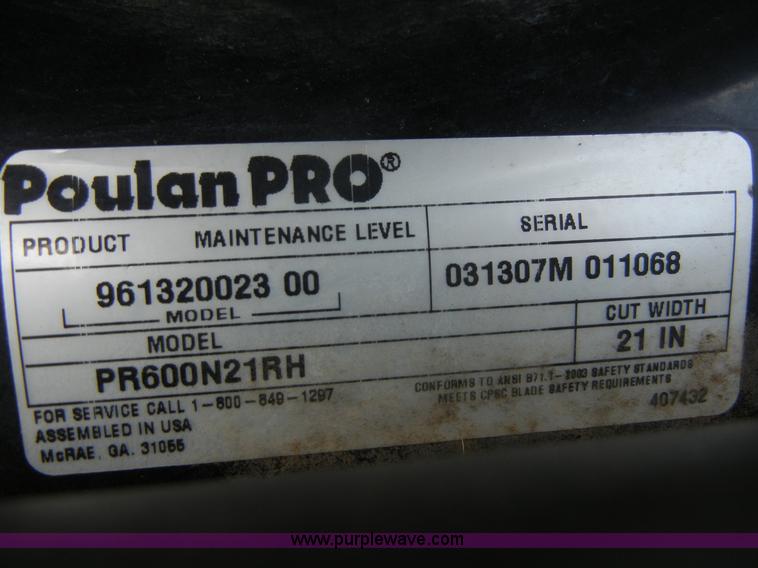 Poulan PRO®
PRODUCT MAINTENANCE LEVEL SERIAL
961320023 00 031307M 011068
MODEL CUT WIDTH
MODEL 21 IN
PR600N21RH
CONFORMS TO ANSI B71.1-2003 SAFETY STANDARDS
MEETS CPSC BLADE SAFETY REQUIREMENTS
FOR SERVICE CALL 1-800-849-1297 407432
ASSEMBLED IN USA
McRAE, GA. 31055
www.purplewave.com